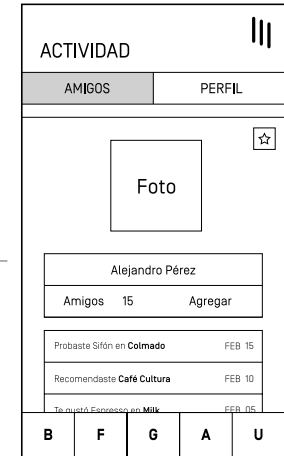 ACTIVIDAD
AMIGOS PERFIL
Foto
Alejandro Pérez
Amigos 15 Agregar
Probaste Sifón en Colmado FEB 15
Recomendaste Café Cultura FEB 10
Te gustó Espresso en Milk FEB 05
B F G A U